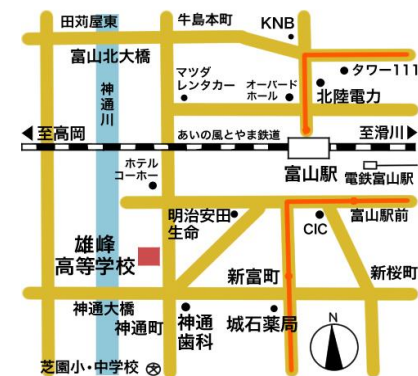 田苅屋東
牛島本町
KNB
富山北大橋
タワー111
マツダ
レンタカー
オーバード
ホール
北陸電力
神通川
至高岡
あいの風とやま鉄道
至滑川
ホテル
コーホー
富山駅
電鉄富山駅
明治安田
生命
CIC
富山駅前
雄峰
高等学校
新富町
新桜町
神通大橋
神通町
神通
歯科
城石薬局
芝園小・中学校
文
N